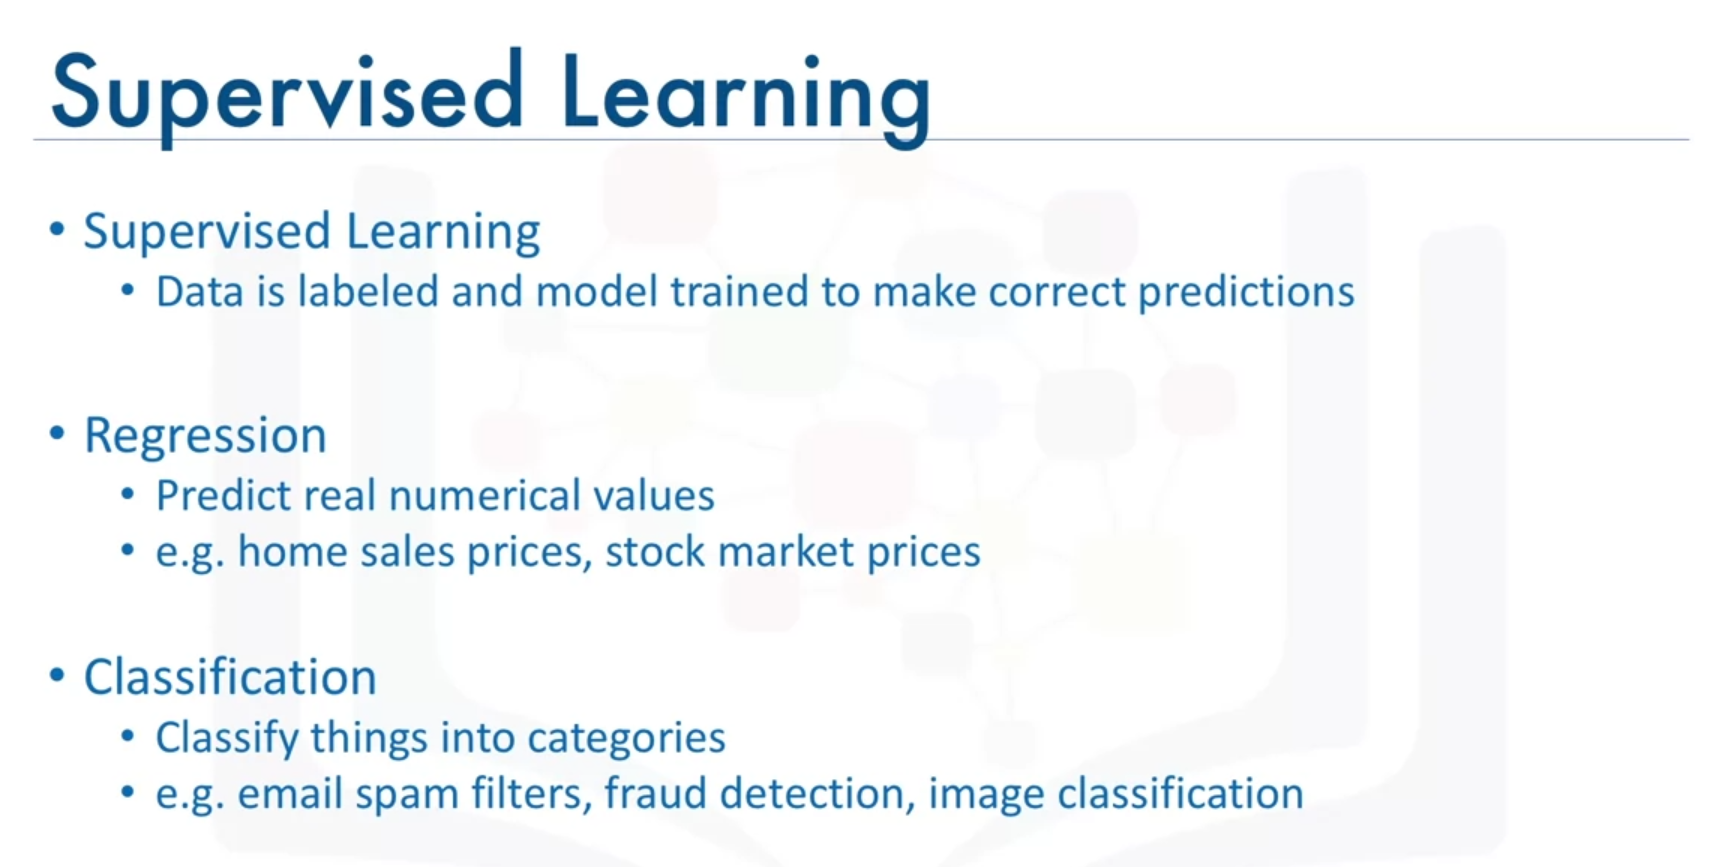 Supervised Learning
• Supervised Learning
• Data is labeled and model trained to make correct predictions
• Regression
• Predict real numerical values
• e.g. home sales prices, stock market prices
• Classification
• Classify things into categories
• e.g. email spam filters, fraud detection, image classification